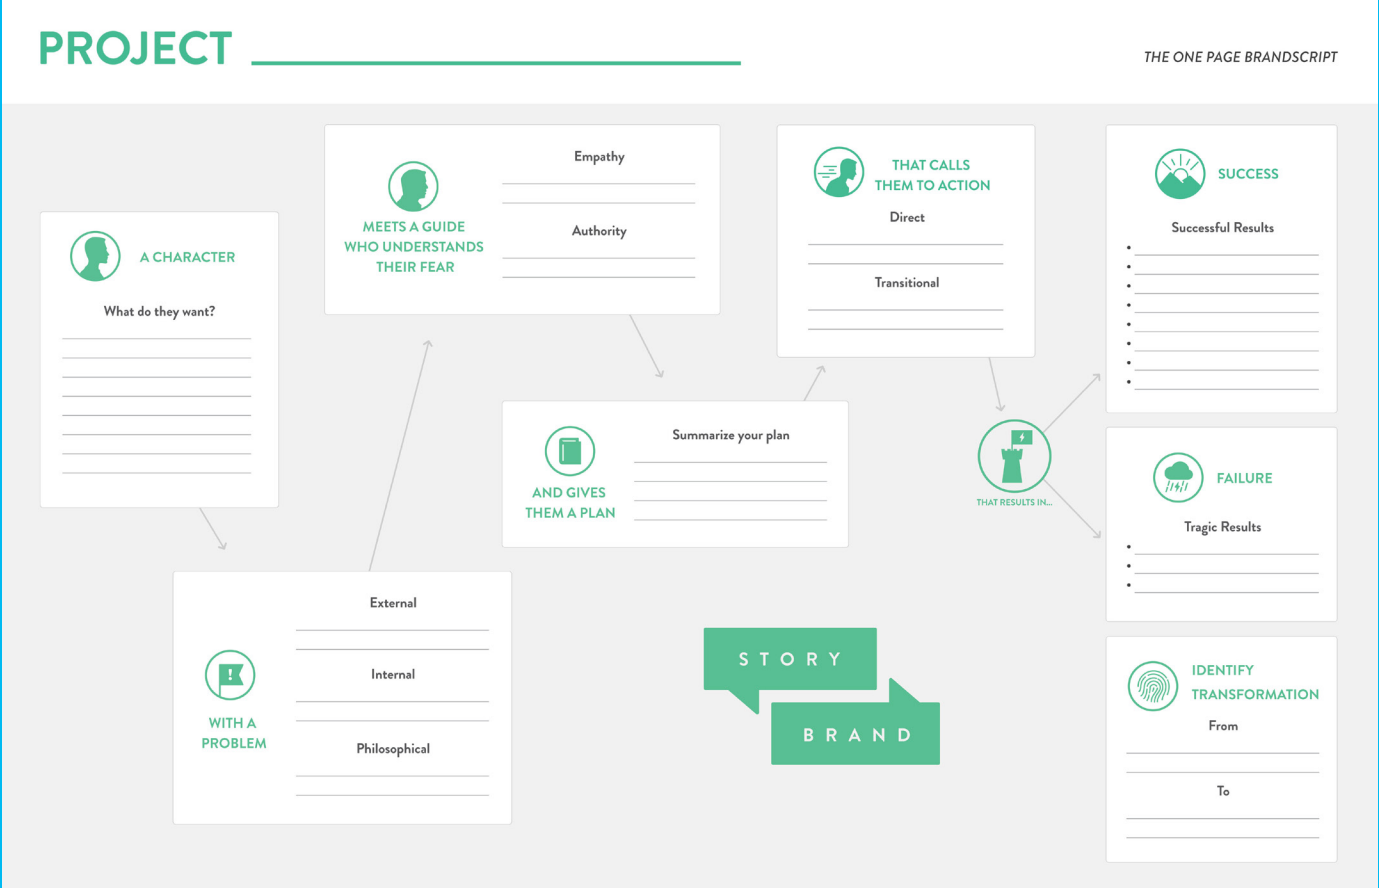 PROJECT
THE ONE PAGE BRANDSCRIPT
A CHARACTER
What do they want?
WITH A
PROBLEM
External
Internal
Philosophical
MEETS A GUIDE
WHO UNDERSTANDS
THEIR FEAR
Empathy
Authority
AND GIVES
THEM A PLAN
Summarize your plan
THAT CALLS
THEM TO ACTION
Direct
Transitional
THAT RESULTS IN...
SUCCESS
Successful Results
FAILURE
Tragic Results
IDENTIFY
TRANSFORMATION
From
To
STORY
BRAND